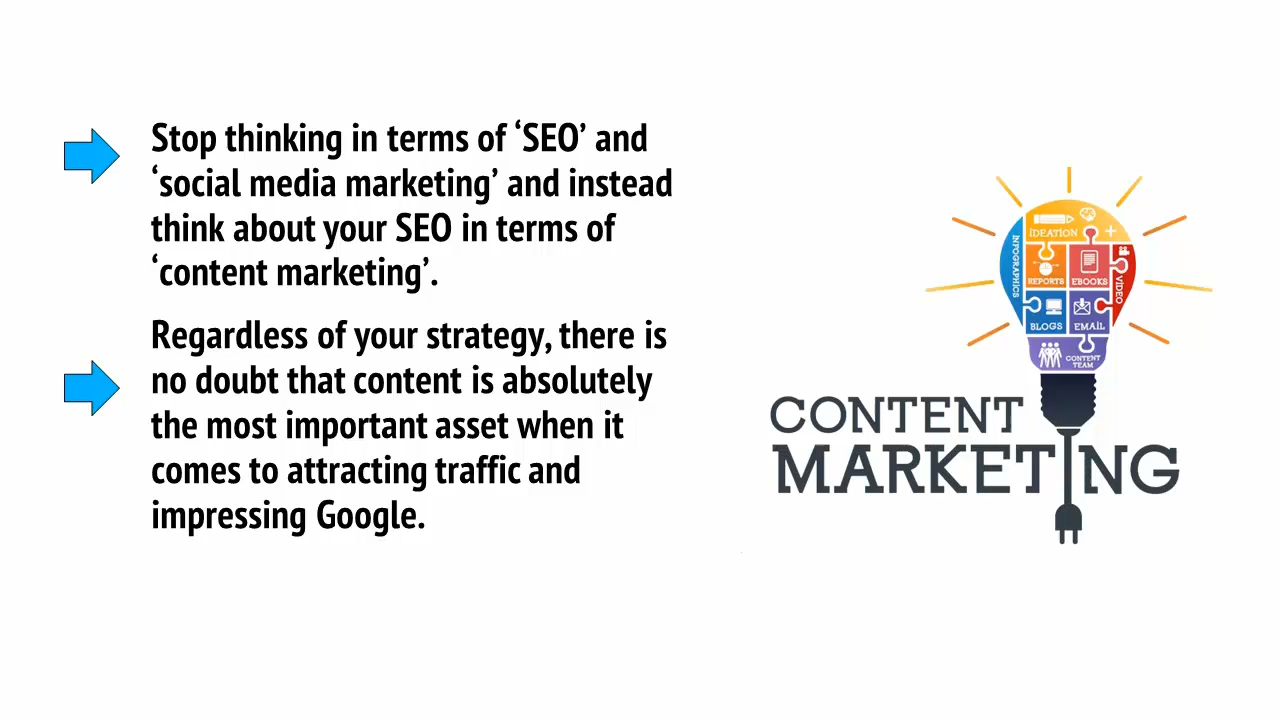 Stop thinking in terms of ‘SEO’ and
‘social media marketing’ and instead
think about your SEO in terms of
‘content marketing’.
Regardless of your strategy, there is
no doubt that content is absolutely
the most important asset when it
comes to attracting traffic and
impressing Google.
IDEATION
INFOGRAPHICS
REPORTS
EBOOKS
VIDEO
BLOGS
EMAIL
CONTENT
TEAM
CONTENT
MARKETING